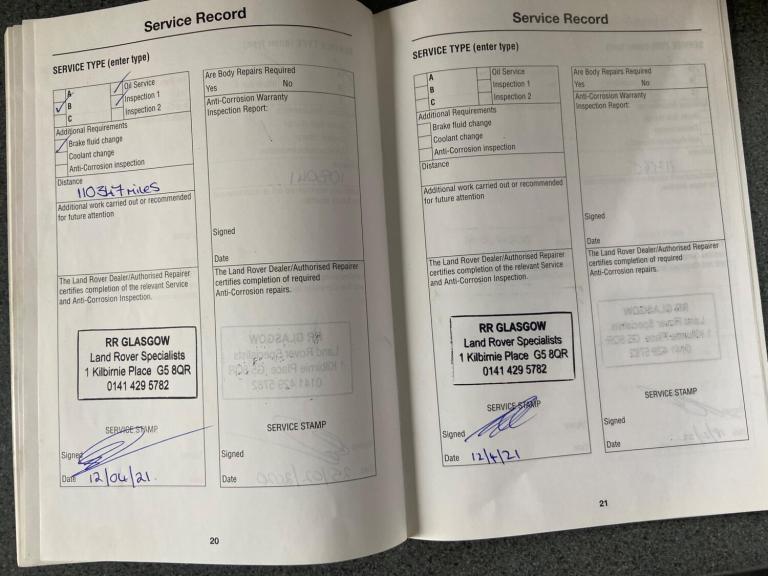 Service Record
SERVICE TYPE (enter type)
A
B
C
Oil Service
Inspection 1
Inspection 2
Additional Requirements
Brake fluid change
Coolant change
Anti-Corrosion inspection
Distance
110347 miles
Additional work carried out or recommended
for future attention
The Land Rover Dealer/Authorised Repairer
certifies completion of the relevant Service
and Anti-Corrosion Inspection.
RR GLASGOW
Land Rover Specialists
1 Kilbirnie Place G5 8QR
0141 429 5782
SERVICE STAMP
Signed
Date 12/04/21.
Are Body Repairs Required
Yes No
Anti-Corrosion Warranty
Inspection Report:
Signed
Date
The Land Rover Dealer/Authorised Repairer
certifies completion of required
Anti-Corrosion repairs.
SERVICE STAMP
Signed
Date
20
Service Record
SERVICE TYPE (enter type)
A
B
C
Oil Service
Inspection 1
Inspection 2
Additional Requirements
Brake fluid change
Coolant change
Anti-Corrosion inspection
Distance
Additional work carried out or recommended
for future attention
The Land Rover Dealer/Authorised Repairer
certifies completion of the relevant Service
and Anti-Corrosion Inspection.
RR GLASGOW
Land Rover Specialists
1 Kilbirnie Place G5 8QR
0141 429 5782
SERVICE STAMP
Signed
Date 12/4/21
Are Body Repairs Required
Yes No
Anti-Corrosion Warranty
Inspection Report:
Signed
Date
The Land Rover Dealer/Authorised Repairer
certifies completion of required
Anti-Corrosion repairs.
SERVICE STAMP
Signed
Date
21